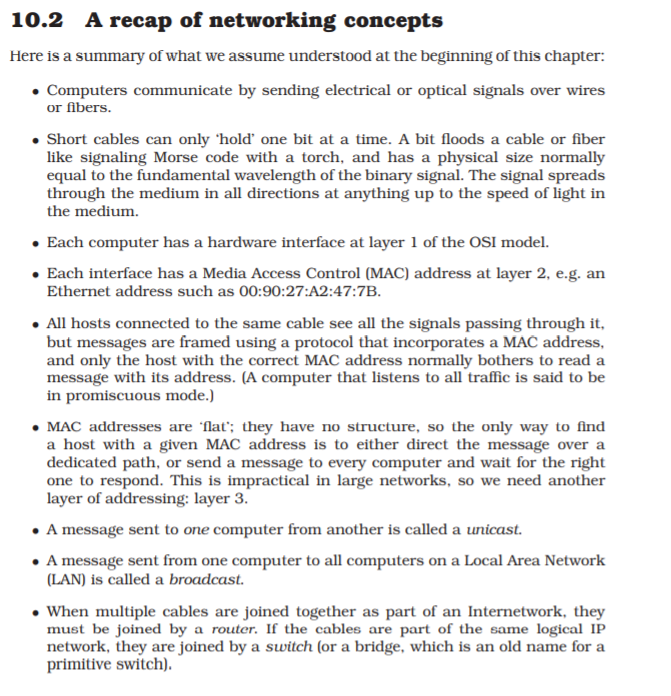 10.2 A recap of networking concepts
Here is a summary of what we assume understood at the beginning of this chapter:
• Computers communicate by sending electrical or optical signals over wires
or fibers.
• Short cables can only ‘hold’ one bit at a time. A bit floods a cable or fiber
like signaling Morse code with a torch, and has a physical size normally
equal to the fundamental wavelength of the binary signal. The signal spreads
through the medium in all directions at anything up to the speed of light in
the medium.
• Each computer has a hardware interface at layer 1 of the OSI model.
• Each interface has a Media Access Control (MAC) address at layer 2, e.g. an
Ethernet address such as 00:90:27:A2:47:7B.
• All hosts connected to the same cable see all the signals passing through it,
but messages are framed using a protocol that incorporates a MAC address,
and only the host with the correct MAC address normally bothers to read a
message with its address. (A computer that listens to all traffic is said to be
in promiscuous mode.)
• MAC addresses are ‘flat’; they have no structure, so the only way to find
a host with a given MAC address is to either direct the message over a
dedicated path, or send a message to every computer and wait for the right
one to respond. This is impractical in large networks, so we need another
layer of addressing: layer 3.
• A message sent to one computer from another is called a unicast.
• A message sent from one computer to all computers on a Local Area Network
(LAN) is called a broadcast.
• When multiple cables are joined together as part of an Internetwork, they
must be joined by a router. If the cables are part of the same logical IP
network, they are joined by a switch (or a bridge, which is an old name for a
primitive switch).